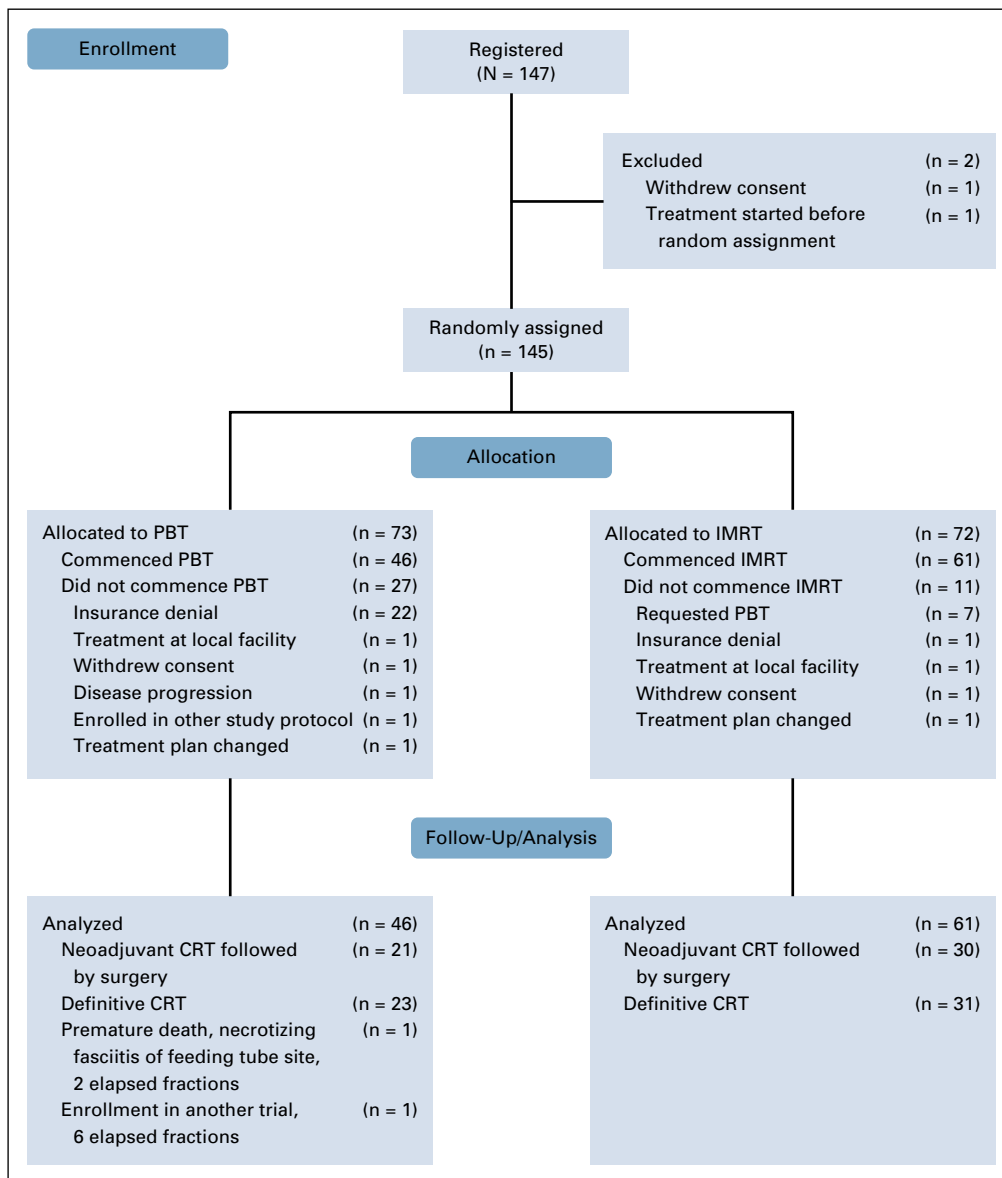 Enrollment
Registered
(N = 147)
Excluded (n = 2)
Withdrew consent (n = 1)
Treatment started before (n = 1)
random assignment
Randomly assigned
(n = 145)
Allocation
Allocated to PBT (n = 73)
Commenced PBT (n = 46)
Did not commence PBT (n = 27)
Insurance denial (n = 22)
Treatment at local facility (n = 1)
Withdrew consent (n = 1)
Disease progression (n = 1)
Enrolled in other study protocol (n = 1)
Treatment plan changed (n = 1)
Allocated to IMRT (n = 72)
Commenced IMRT (n = 61)
Did not commence IMRT (n = 11)
Requested PBT (n = 7)
Insurance denial (n = 1)
Treatment at local facility (n = 1)
Withdrew consent (n = 1)
Treatment plan changed (n = 1)
Follow-Up/Analysis
Analyzed (n = 46)
Neoadjuvant CRT followed (n = 21)
by surgery
Definitive CRT (n = 23)
Premature death, necrotizing (n = 1)
fasciitis of feeding tube site,
2 elapsed fractions
Enrollment in another trial, (n = 1)
6 elapsed fractions
Analyzed (n = 61)
Neoadjuvant CRT followed (n = 30)
by surgery
Definitive CRT (n = 31)